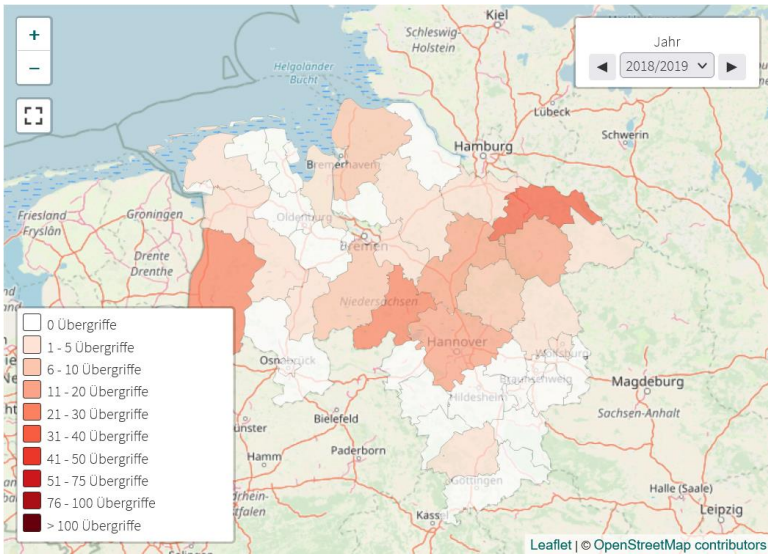 Kiel
Schleswig-
Holstein
+
−
Jahr
◀ 2018/2019 ▶
Helgoländer
Bucht
Lübeck
Schwerin
Hamburg
Bremerhaven
Groningen
Friesland
Fryslân
Oldenburg
Bremen
Drente
Drenthe
Niedersachsen
Hannover
0 Übergriffe
1 - 5 Übergriffe
6 - 10 Übergriffe
11 - 20 Übergriffe
21 - 30 Übergriffe
31 - 40 Übergriffe
41 - 50 Übergriffe
51 - 75 Übergriffe
76 - 100 Übergriffe
> 100 Übergriffe
Osnabrück
Wolfsburg
Braunschweig
Magdeburg
Hildesheim
Sachsen-Anhalt
Bielefeld
Paderborn
Hamm
Göttingen
Halle (Saale)
Leipzig
Kass
Leaflet | © OpenStreetMap contributors